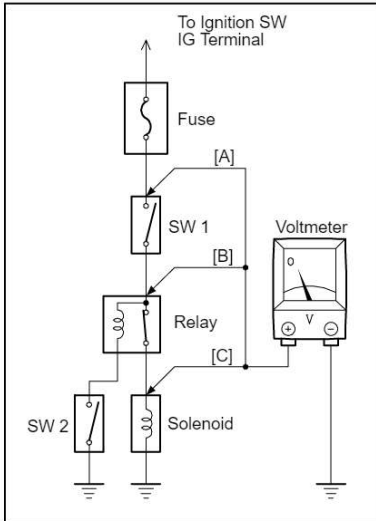 To Ignition SW
IG Terminal
Fuse
[A]
SW 1
Voltmeter
[B]
0
Relay
V
+
−
[C]
SW 2
Solenoid